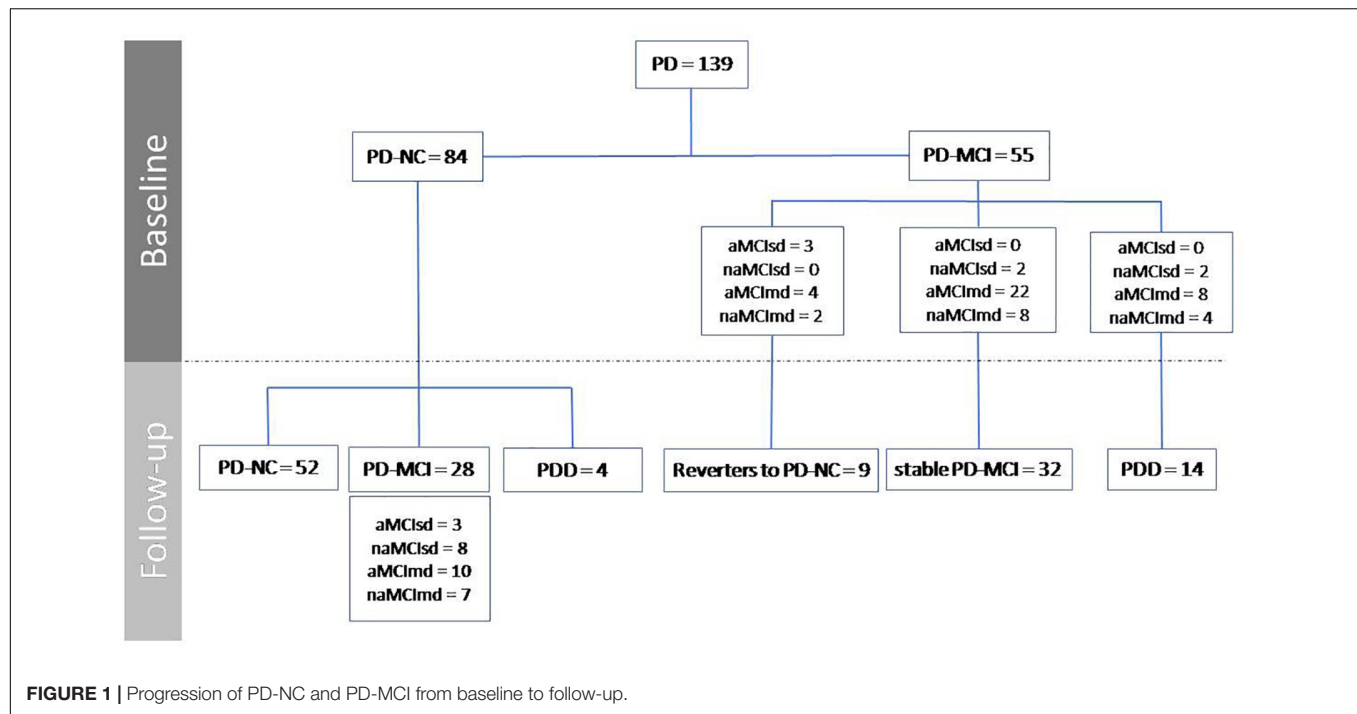 Baseline
PD = 139
PD-NC = 84
PD-MCI = 55
aMCIsd = 3
naMCIsd = 0
aMCImd = 4
naMCImd = 2
aMCIsd = 0
naMCIsd = 2
aMCImd = 22
naMCImd = 8
aMCIsd = 0
naMCIsd = 2
aMCImd = 8
naMCImd = 4
Follow-up
PD-NC = 52
PD-MCI = 28
PDD = 4
Reverters to PD-NC = 9
stable PD-MCI = 32
PDD = 14
aMCIsd = 3
naMCIsd = 8
aMCImd = 10
naMCImd = 7
FIGURE 1 | Progression of PD-NC and PD-MCI from baseline to follow-up.